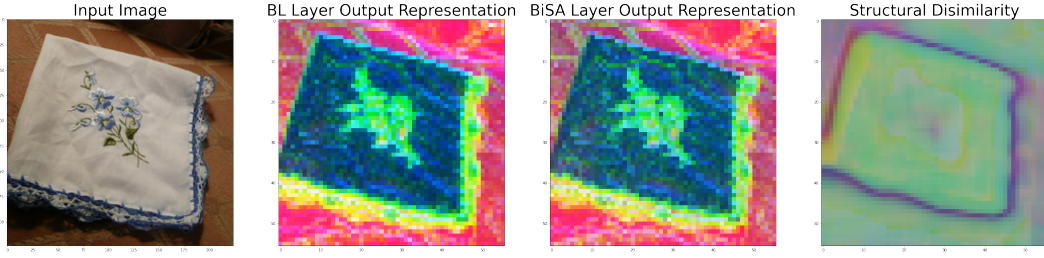 Input Image
BL Layer Output Representation
BiSA Layer Output Representation
Structural Disimilarity